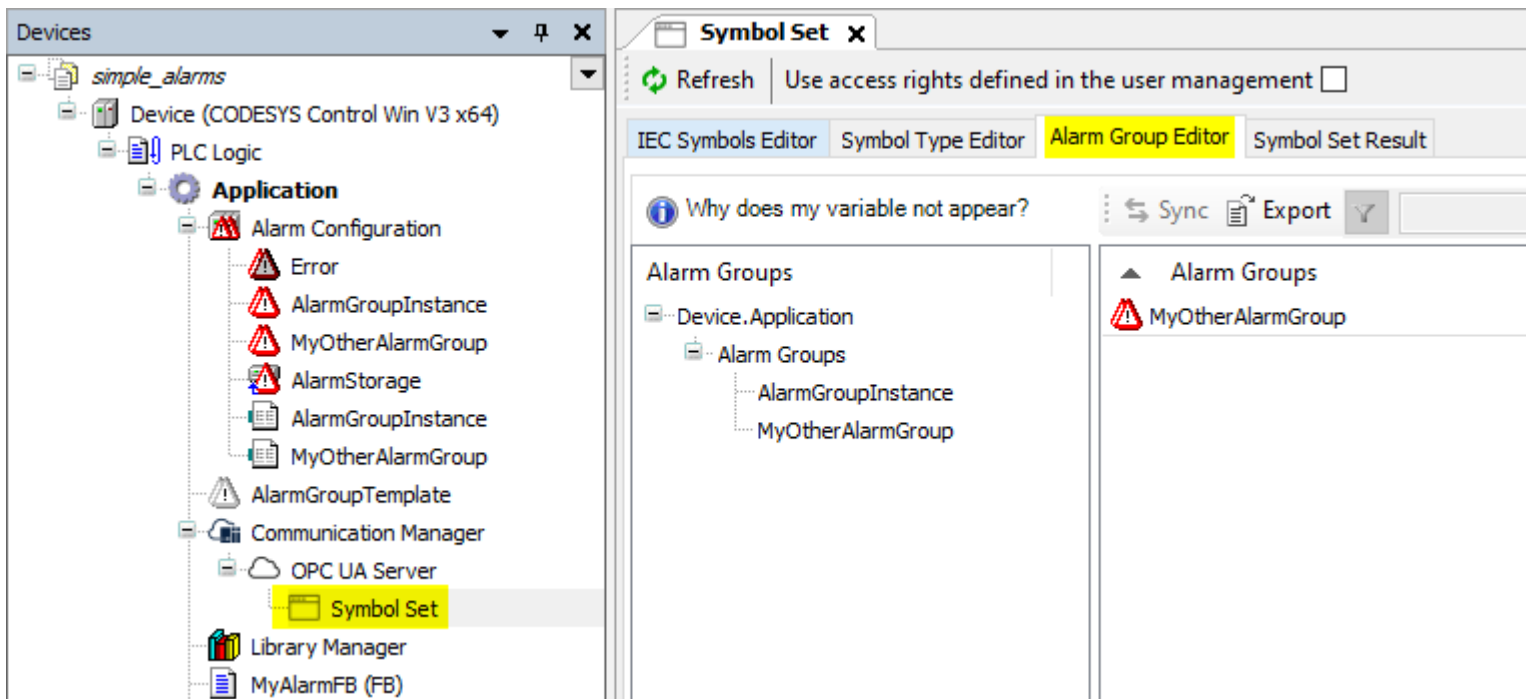 Devices
simple_alarms
Device (CODESYS Control Win V3 x64)
PLC Logic
Application
Alarm Configuration
Error
AlarmGroupInstance
MyOtherAlarmGroup
AlarmStorage
AlarmGroupInstance
MyOtherAlarmGroup
AlarmGroupTemplate
Communication Manager
OPC UA Server
Symbol Set
Library Manager
MyAlarmFB (FB)
Symbol Set
Refresh Use access rights defined in the user management
IEC Symbols Editor Symbol Type Editor Alarm Group Editor Symbol Set Result
Why does my variable not appear?
Sync Export
Alarm Groups
Device.Application
Alarm Groups
AlarmGroupInstance
MyOtherAlarmGroup
Alarm Groups
MyOtherAlarmGroup